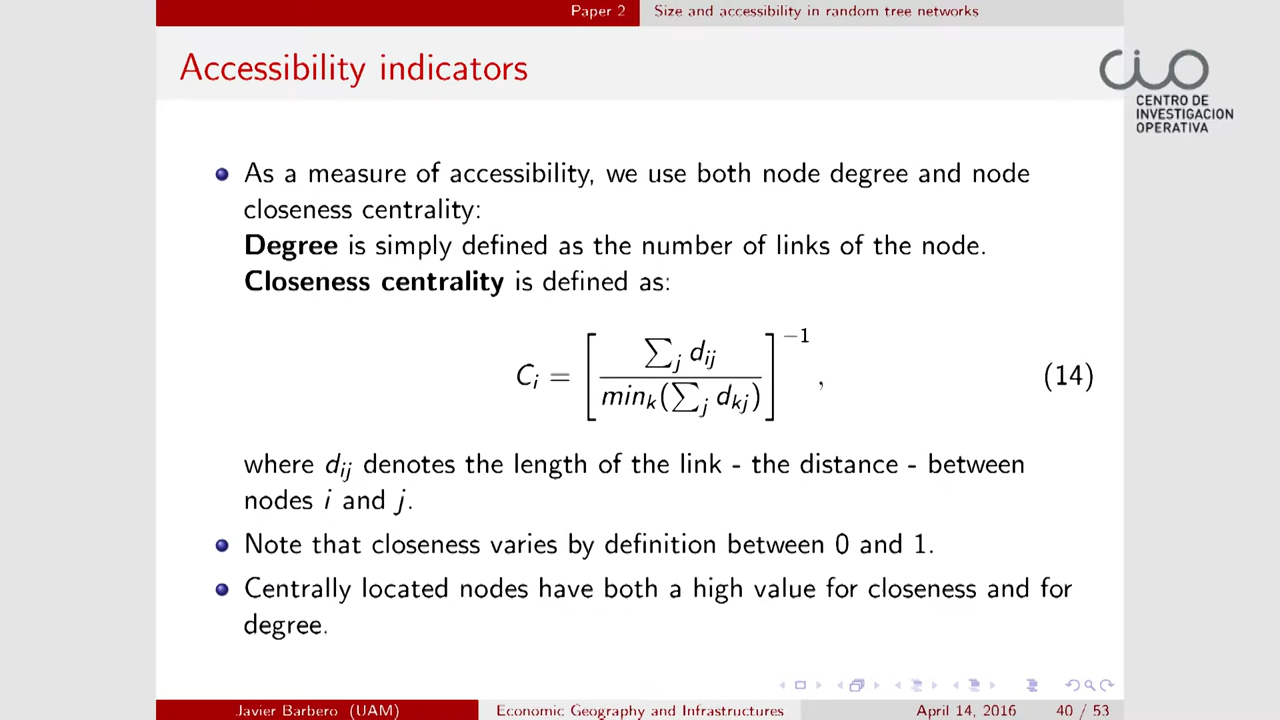 Paper 2 Size and accessibility in random tree networks
Accessibility indicators
CIO
CENTRO DE
INVESTIGACION
OPERATIVA
As a measure of accessibility, we use both node degree and node
closeness centrality:
Degree is simply defined as the number of links of the node.
Closeness centrality is defined as:
C_i = [ ∑_j d_ij / min_k(∑_j d_kj) ]^−1 , (14)
where d_ij denotes the length of the link - the distance - between
nodes i and j.
Note that closeness varies by definition between 0 and 1.
Centrally located nodes have both a high value for closeness and for
degree.
Javier Barbero (UAM) Economic Geography and Infrastructures April 14, 2016 40 / 53